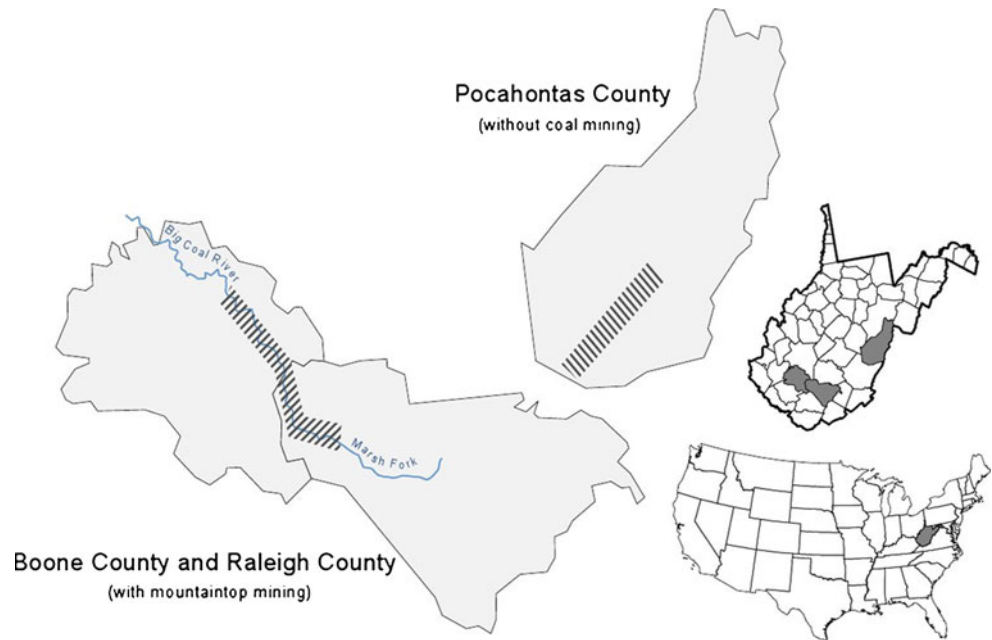 Pocahontas County
(without coal mining)
Big Coal River
Marsh Fork
Boone County and Raleigh County
(with mountaintop mining)